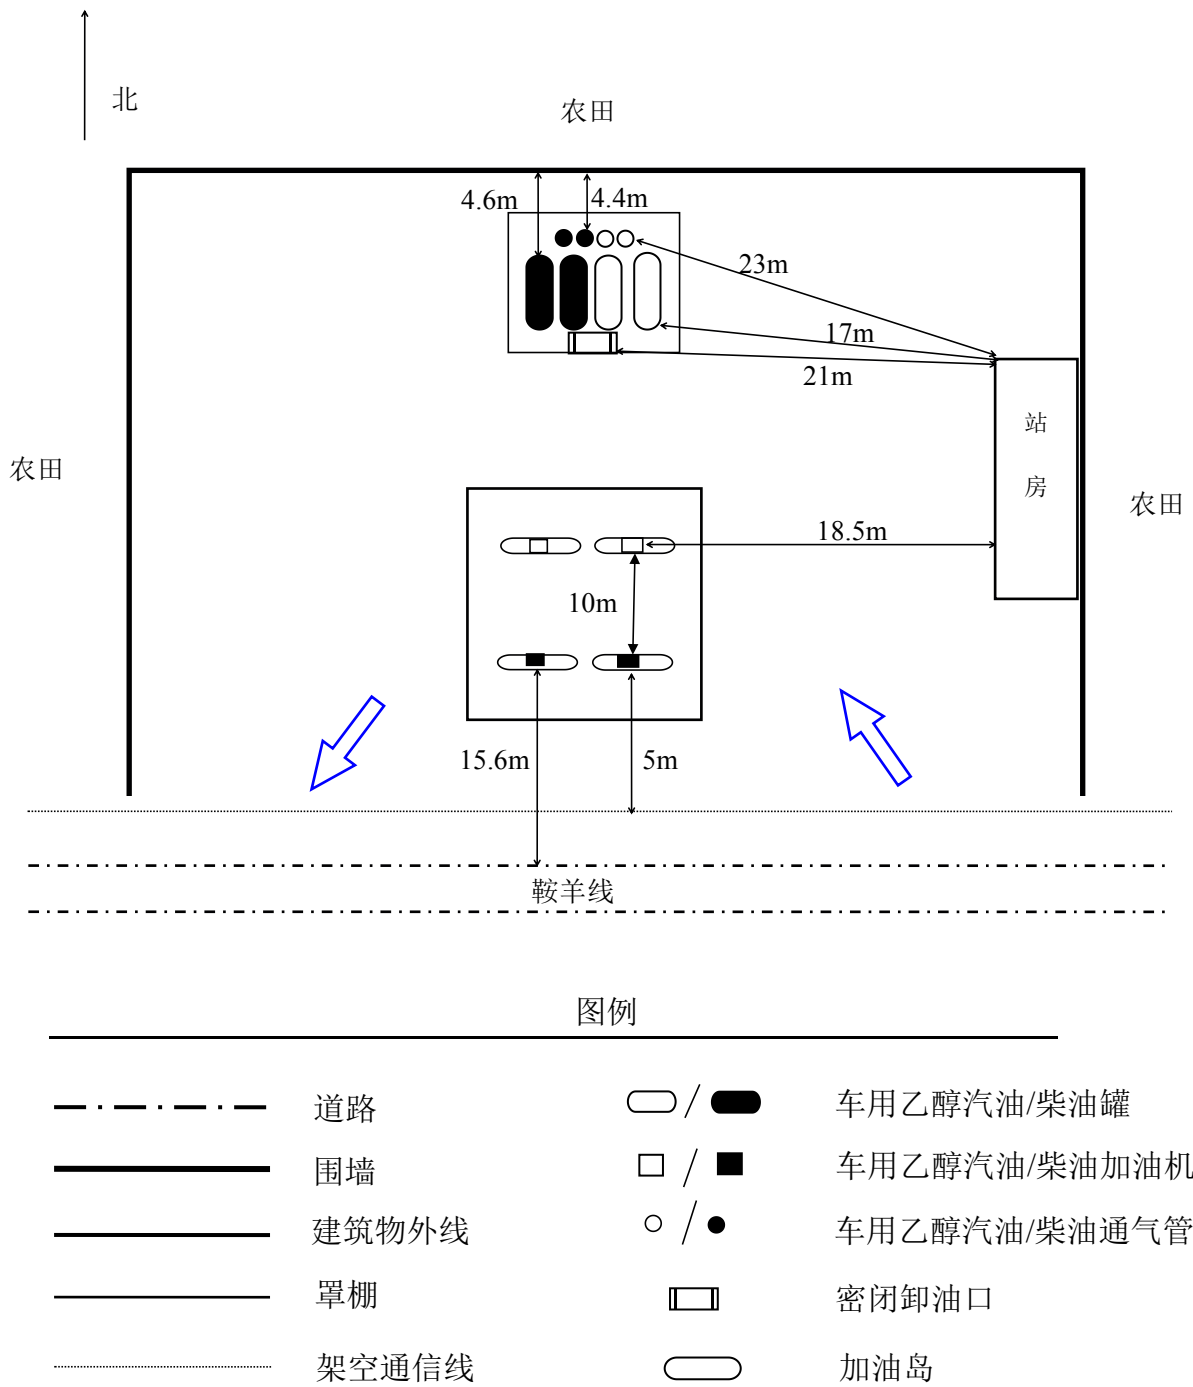 北
农田
4.6m
4.4m
23m
17m
21m
站
房
农田
农田
18.5m
10m
15.6m
5m
鞍羊线
图例
道路
车用乙醇汽油/柴油罐
围墙
车用乙醇汽油/柴油加油机
建筑物外线
车用乙醇汽油/柴油通气管
罩棚
密闭卸油口
架空通信线
加油岛